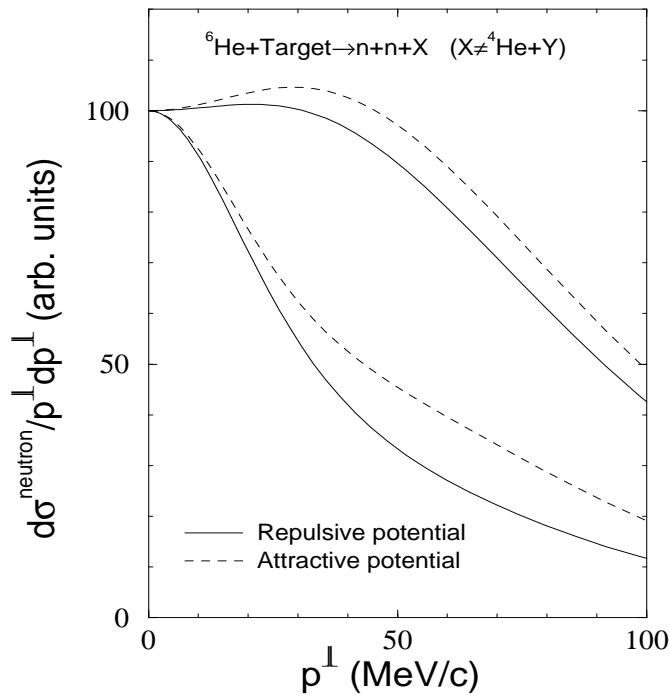 ⁶He+Target→n+n+X (X≠⁴He+Y)
dσ^neutron/p^⊥dp^⊥ (arb. units)
100
50
0
Repulsive potential
Attractive potential
0
50
100
p^⊥ (MeV/c)